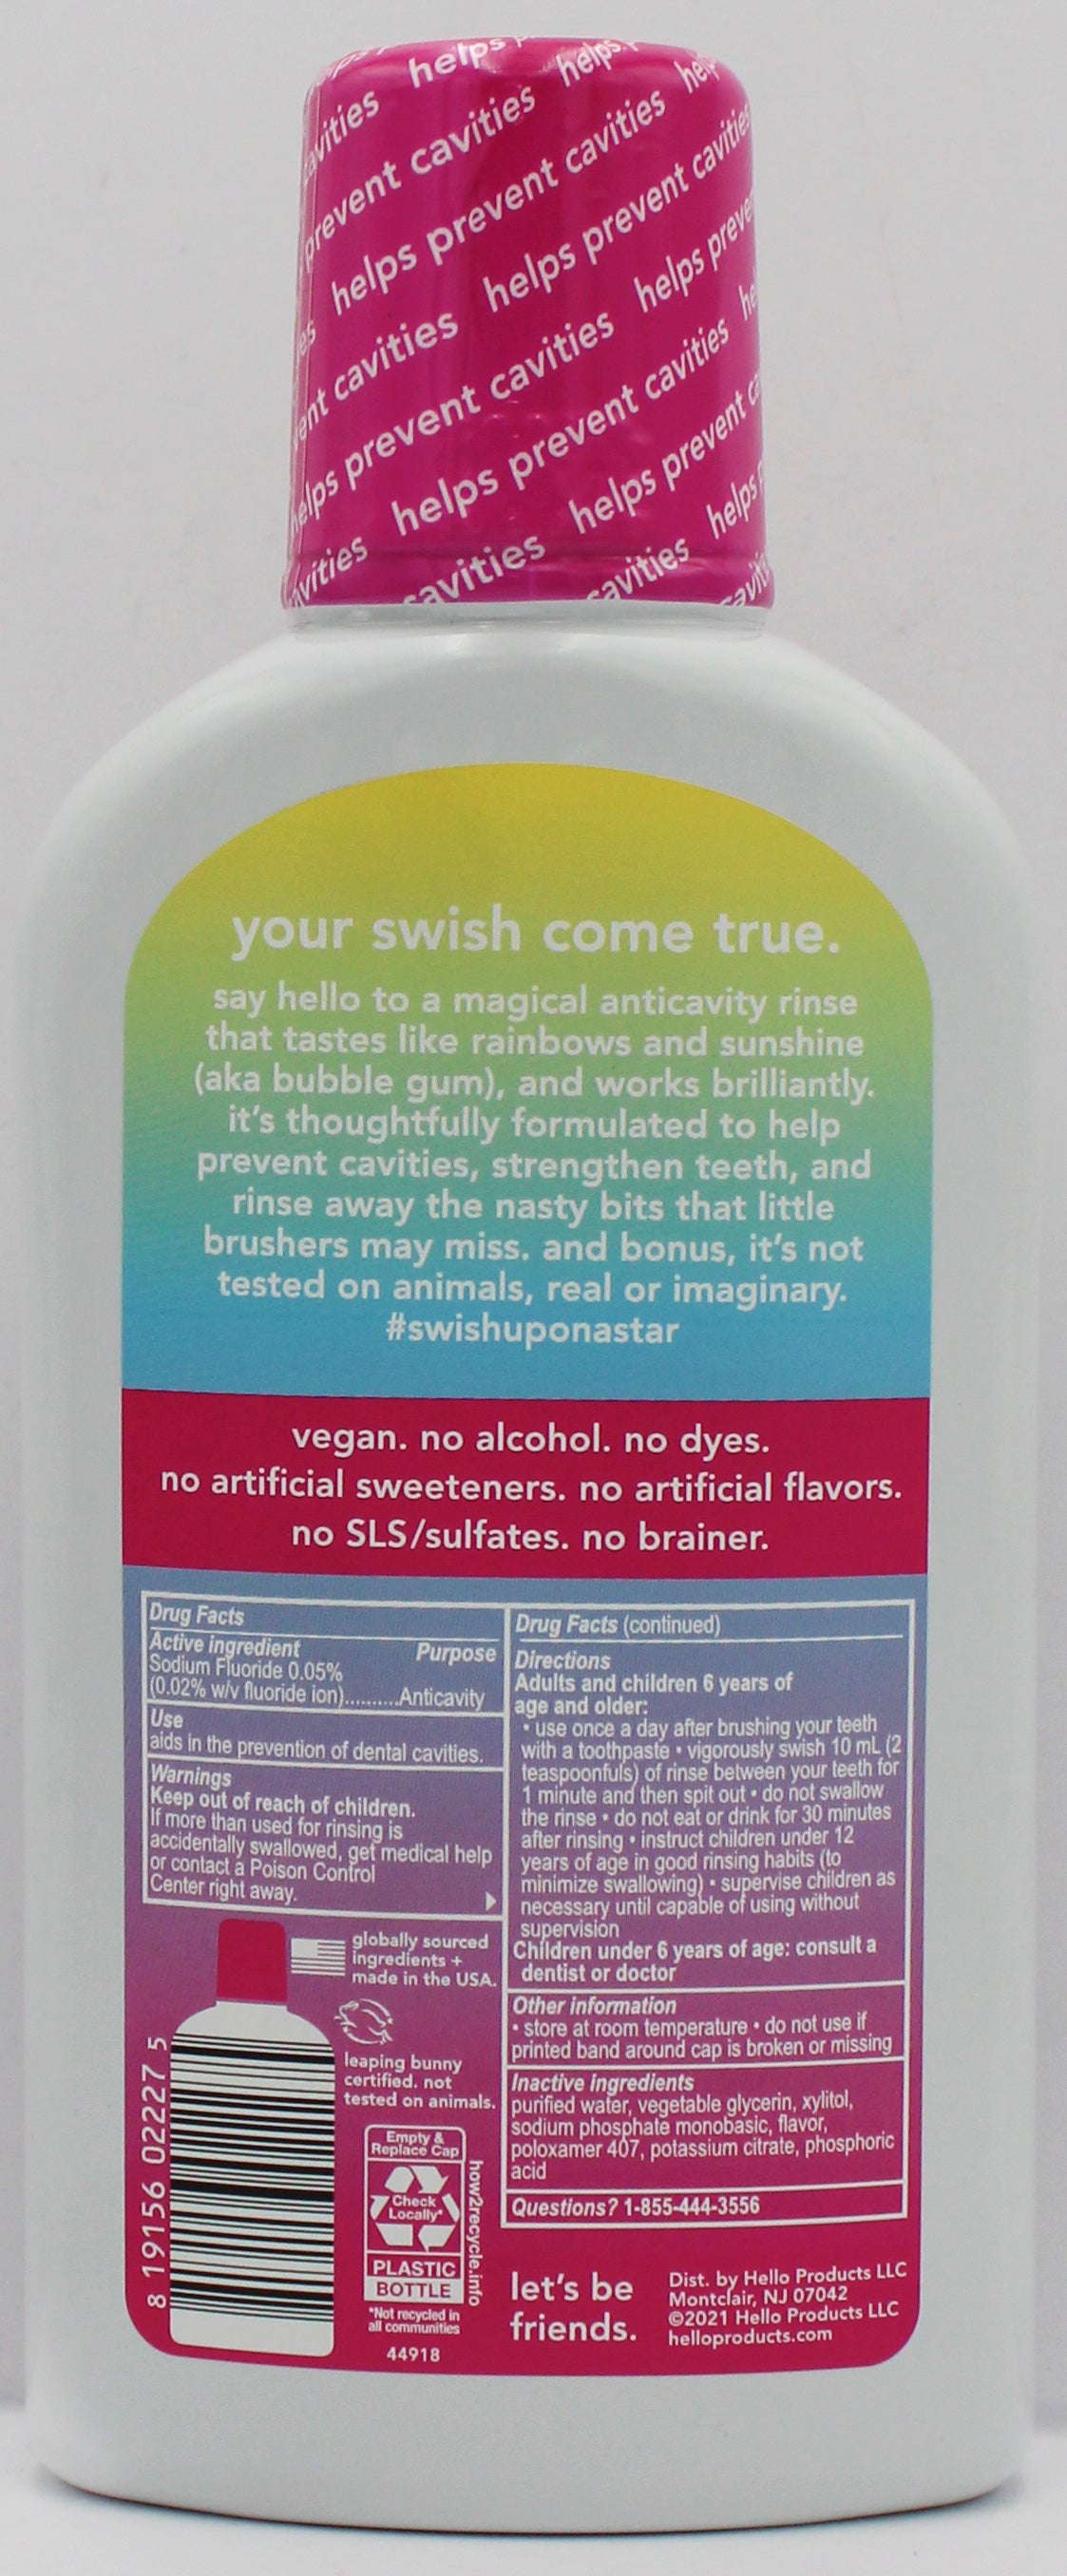 helps
helps
cavities
prevent cavities
helps prevent cavities
helps prevent cavities
cavities
helps prevent cavities
helps
helps prevent cavities
helps prevent
cavities
cavities
helps
your swish come true.
say hello to a magical anticavity rinse
that tastes like rainbows and sunshine
(aka bubble gum), and works brilliantly.
it's thoughtfully formulated to help
prevent cavities, strengthen teeth, and
rinse away the nasty bits that little
brushers may miss. and bonus, it's not
tested on animals, real or imaginary.
#swishuponastar
vegan. no alcohol. no dyes.
no artificial sweeteners. no artificial flavors.
no SLS/sulfates. no brainer.
Drug Facts
Active ingredient Purpose
Sodium Fluoride 0.05%
(0.02% w/v fluoride ion)..........Anticavity
Use
aids in the prevention of dental cavities.
Warnings
Keep out of reach of children.
If more than used for rinsing is
accidentally swallowed, get medical help
or contact a Poison Control
Center right away.
Drug Facts (continued)
Directions
Adults and children 6 years of
age and older:
• use once a day after brushing your teeth
with a toothpaste • vigorously swish 10 mL (2
teaspoonfuls) of rinse between your teeth for
1 minute and then spit out • do not swallow
the rinse • do not eat or drink for 30 minutes
after rinsing • instruct children under 12
years of age in good rinsing habits (to
minimize swallowing) • supervise children as
necessary until capable of using without
supervision
Children under 6 years of age: consult a
dentist or doctor
Other information
• store at room temperature • do not use if
printed band around cap is broken or missing
Inactive ingredients
purified water, vegetable glycerin, xylitol,
sodium phosphate monobasic, flavor,
poloxamer 407, potassium citrate, phosphoric
acid
Questions? 1-855-444-3556
globally sourced
ingredients +
made in the USA.
leaping bunny
certified. not
tested on animals.
8 19156 02227 5
Empty &
Replace Cap
Check
Locally*
PLASTIC
BOTTLE
how2recycle.info
*Not recycled in
all communities
44918
let's be
friends.
Dist. by Hello Products LLC
Montclair, NJ 07042
©2021 Hello Products LLC
helloproducts.com